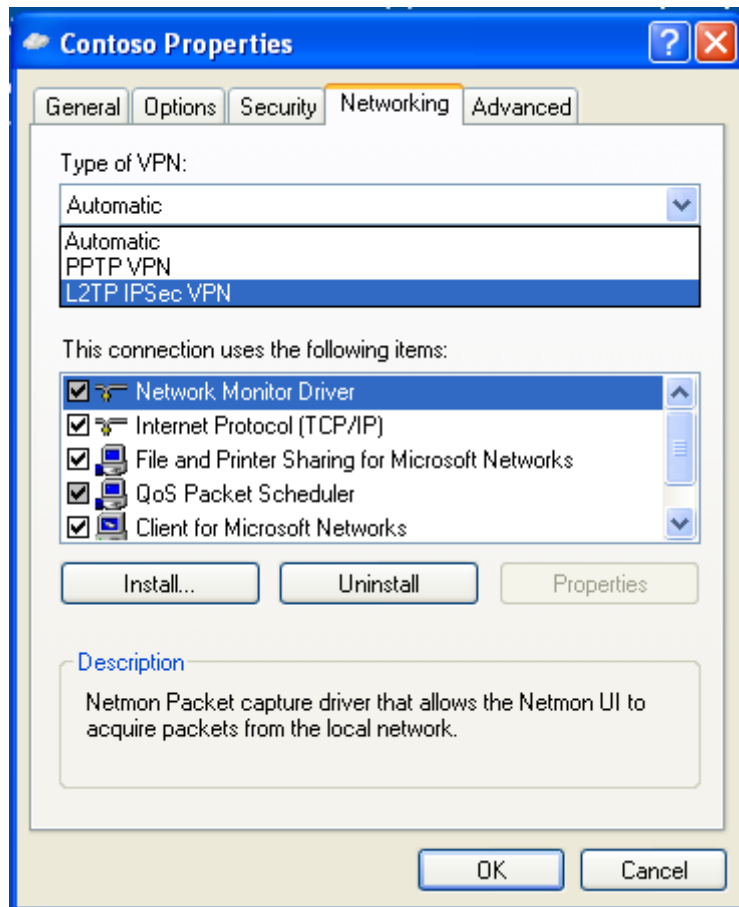 Contoso Properties
General Options Security Networking Advanced
Type of VPN:
Automatic
Automatic
PPTP VPN
L2TP IPSec VPN
This connection uses the following items:
Network Monitor Driver
Internet Protocol (TCP/IP)
File and Printer Sharing for Microsoft Networks
QoS Packet Scheduler
Client for Microsoft Networks
Install... Uninstall Properties
Description
Netmon Packet capture driver that allows the Netmon UI to
acquire packets from the local network.
OK Cancel